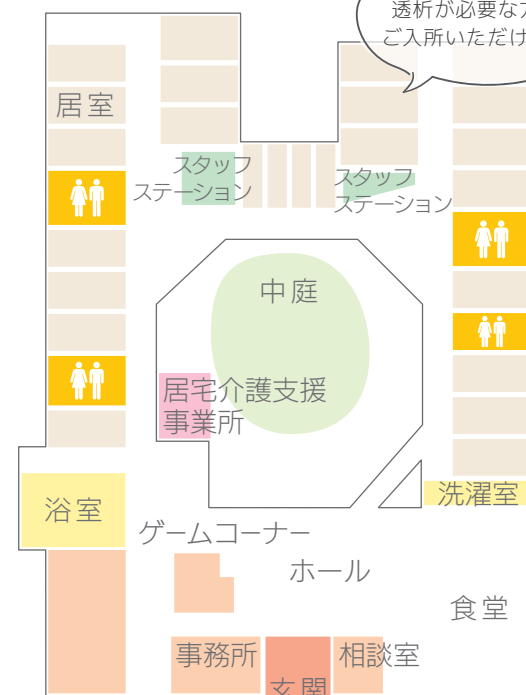 透析が必要な方
ご入所いただけ
居室
スタッフ
ステーション
スタッフ
ステーション
中庭
居宅介護支援
事業所
浴室
洗濯室
ゲームコーナー
ホール
食堂
事務所
玄関
相談室